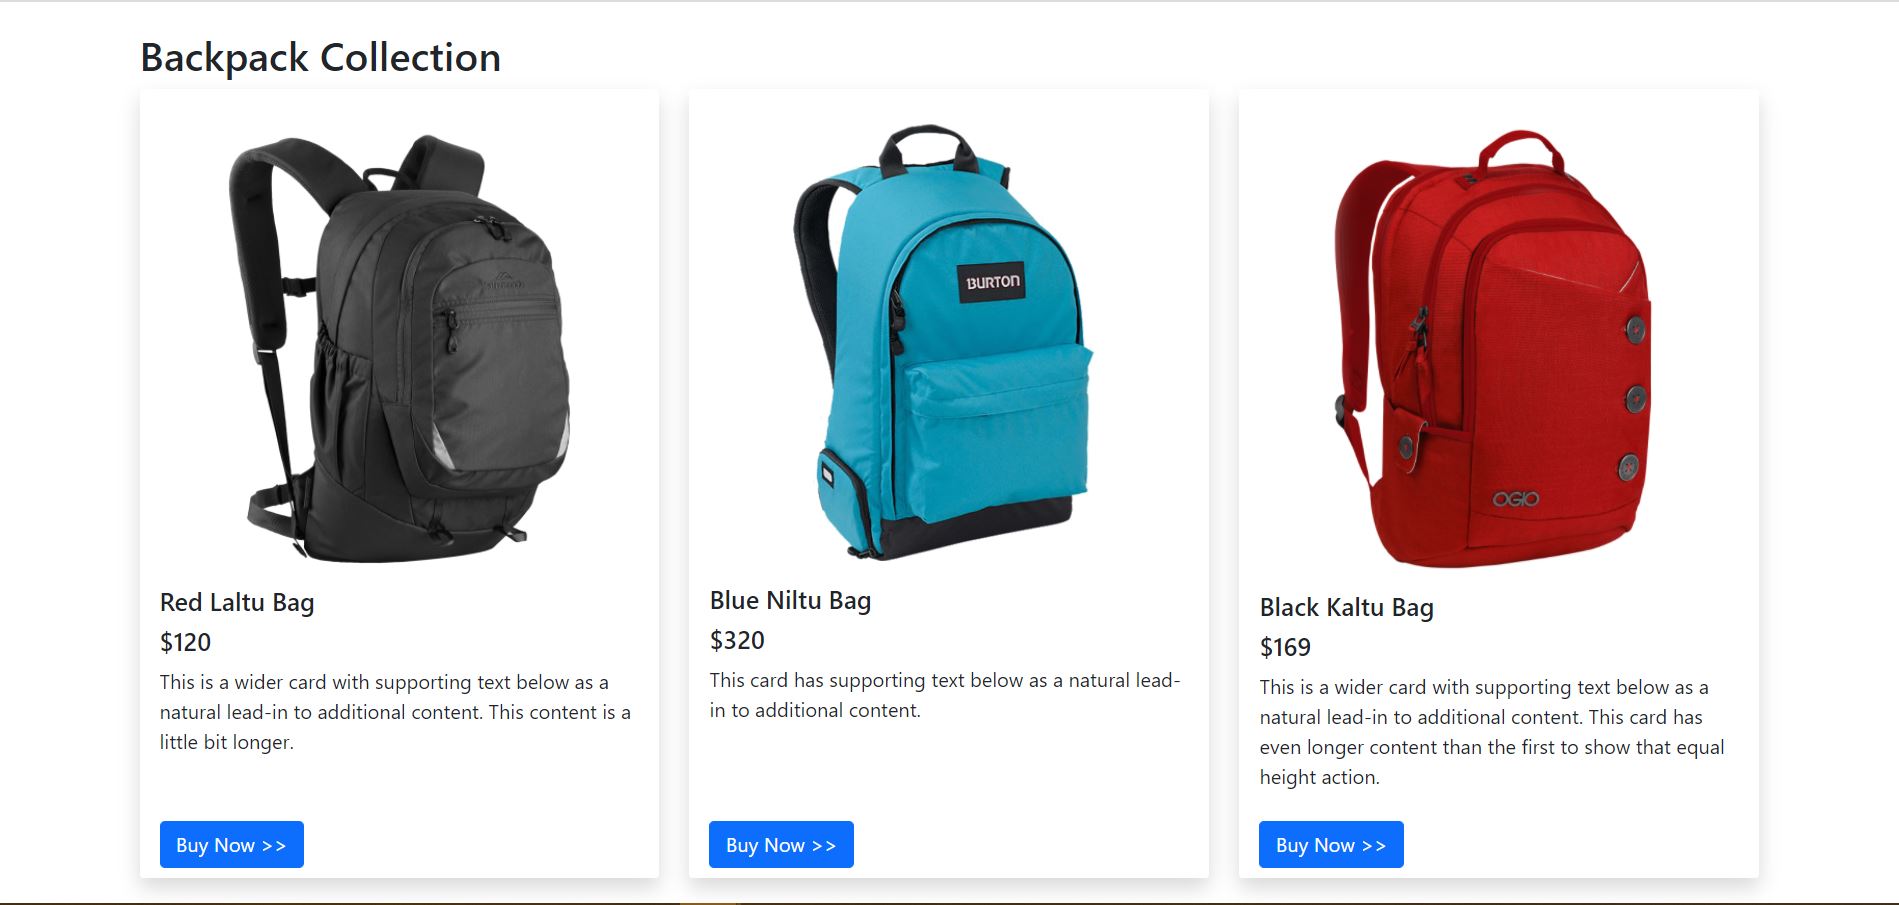 Backpack Collection
BURTON
OGIO
Red Laltu Bag
$120
This is a wider card with supporting text below as a
natural lead-in to additional content. This content is a
little bit longer.
Buy Now >>
Blue Niltu Bag
$320
This card has supporting text below as a natural lead-
in to additional content.
Buy Now >>
Black Kaltu Bag
$169
This is a wider card with supporting text below as a
natural lead-in to additional content. This card has
even longer content than the first to show that equal
height action.
Buy Now >>